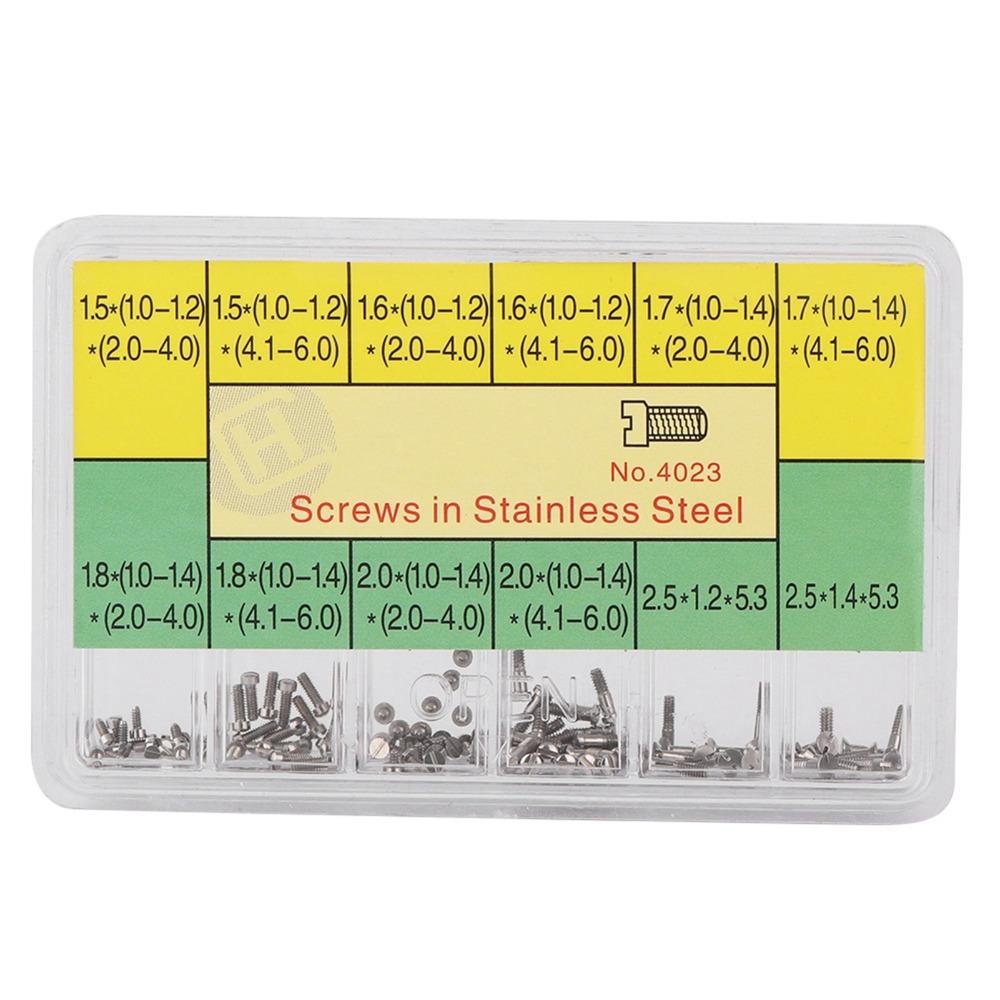 1.5*(1.0–1.2) 1.5*(1.0–1.2) 1.6*(1.0–1.2) 1.6*(1.0–1.2) 1.7*(1.0–1.4) 1.7*(1.0–1.4)
*(2.0–4.0) *(4.1–6.0) *(2.0–4.0) *(4.1–6.0) *(2.0–4.0) *(4.1–6.0)
H
No.4023
Screws in Stainless Steel
1.8*(1.0–1.4) 1.8*(1.0–1.4) 2.0*(1.0–1.4) 2.0*(1.0–1.4) 2.5*1.2*5.3 2.5*1.4*5.3
*(2.0–4.0) *(4.1–6.0) *(2.0–4.0) *(4.1–6.0)
OPEN